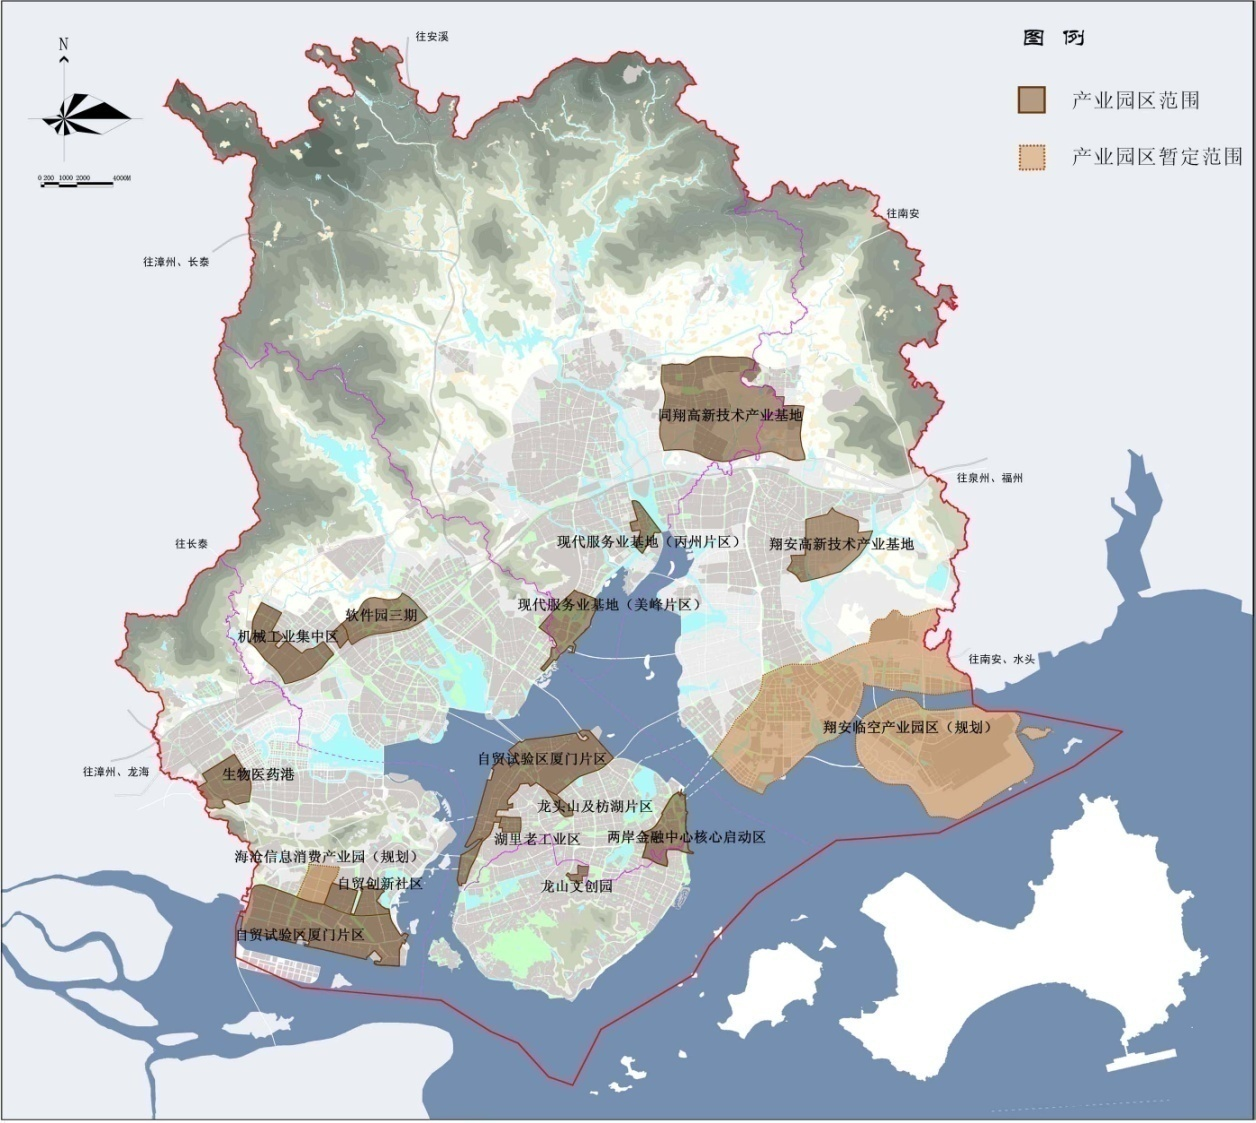 往安溪
图 例
N
产业园区范围
0 200 1000 2000 4000M
产业园区暂定范围
往南安
往漳州、长泰
同翔高新技术产业基地
往泉州、福州
往长泰
现代服务业基地（丙州片区）
翔安高新技术产业基地
现代服务业基地（美峰片区）
软件园三期
机械工业集中区
往南安、水头
翔安临空产业园区（规划）
自贸试验区厦门片区
往漳州、龙海
生物医药港
龙头山及枋湖片区
湖里老工业区
两岸金融中心核心启动区
海沧信息消费产业园（规划）
自贸创新社区
龙山文创园
自贸试验区厦门片区